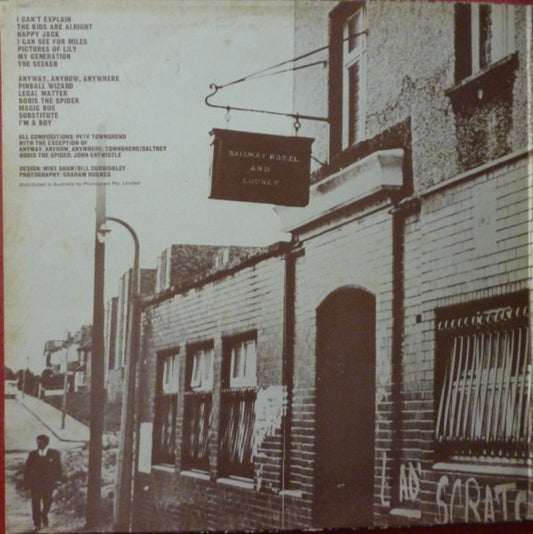 I CAN'T EXPLAIN
THE KIDS ARE ALRIGHT
HAPPY JACK
I CAN SEE FOR MILES
PICTURES OF LILY
MY GENERATION
THE SEEKER
ANYWAY, ANYHOW, ANYWHERE
PINBALL WIZARD
LEGAL MATTER
BORIS THE SPIDER
MAGIC BUS
SUBSTITUTE
I'M A BOY
ALL COMPOSITIONS: PETE TOWNSHEND
WITH THE EXCEPTION OF
ANYWAY, ANYHOW, ANYWHERE: TOWNSHEND/DALTREY
BORIS THE SPIDER: JOHN ENTWISTLE
DESIGN: MIKE SHAW/BILL CURBISHLEY
PHOTOGRAPHY: GRAHAM HUGHES
Distributed in Australia by Phonogram Pty. Limited
RAILWAY HOTEL
AND
LOUNGE
LAD SCRATC